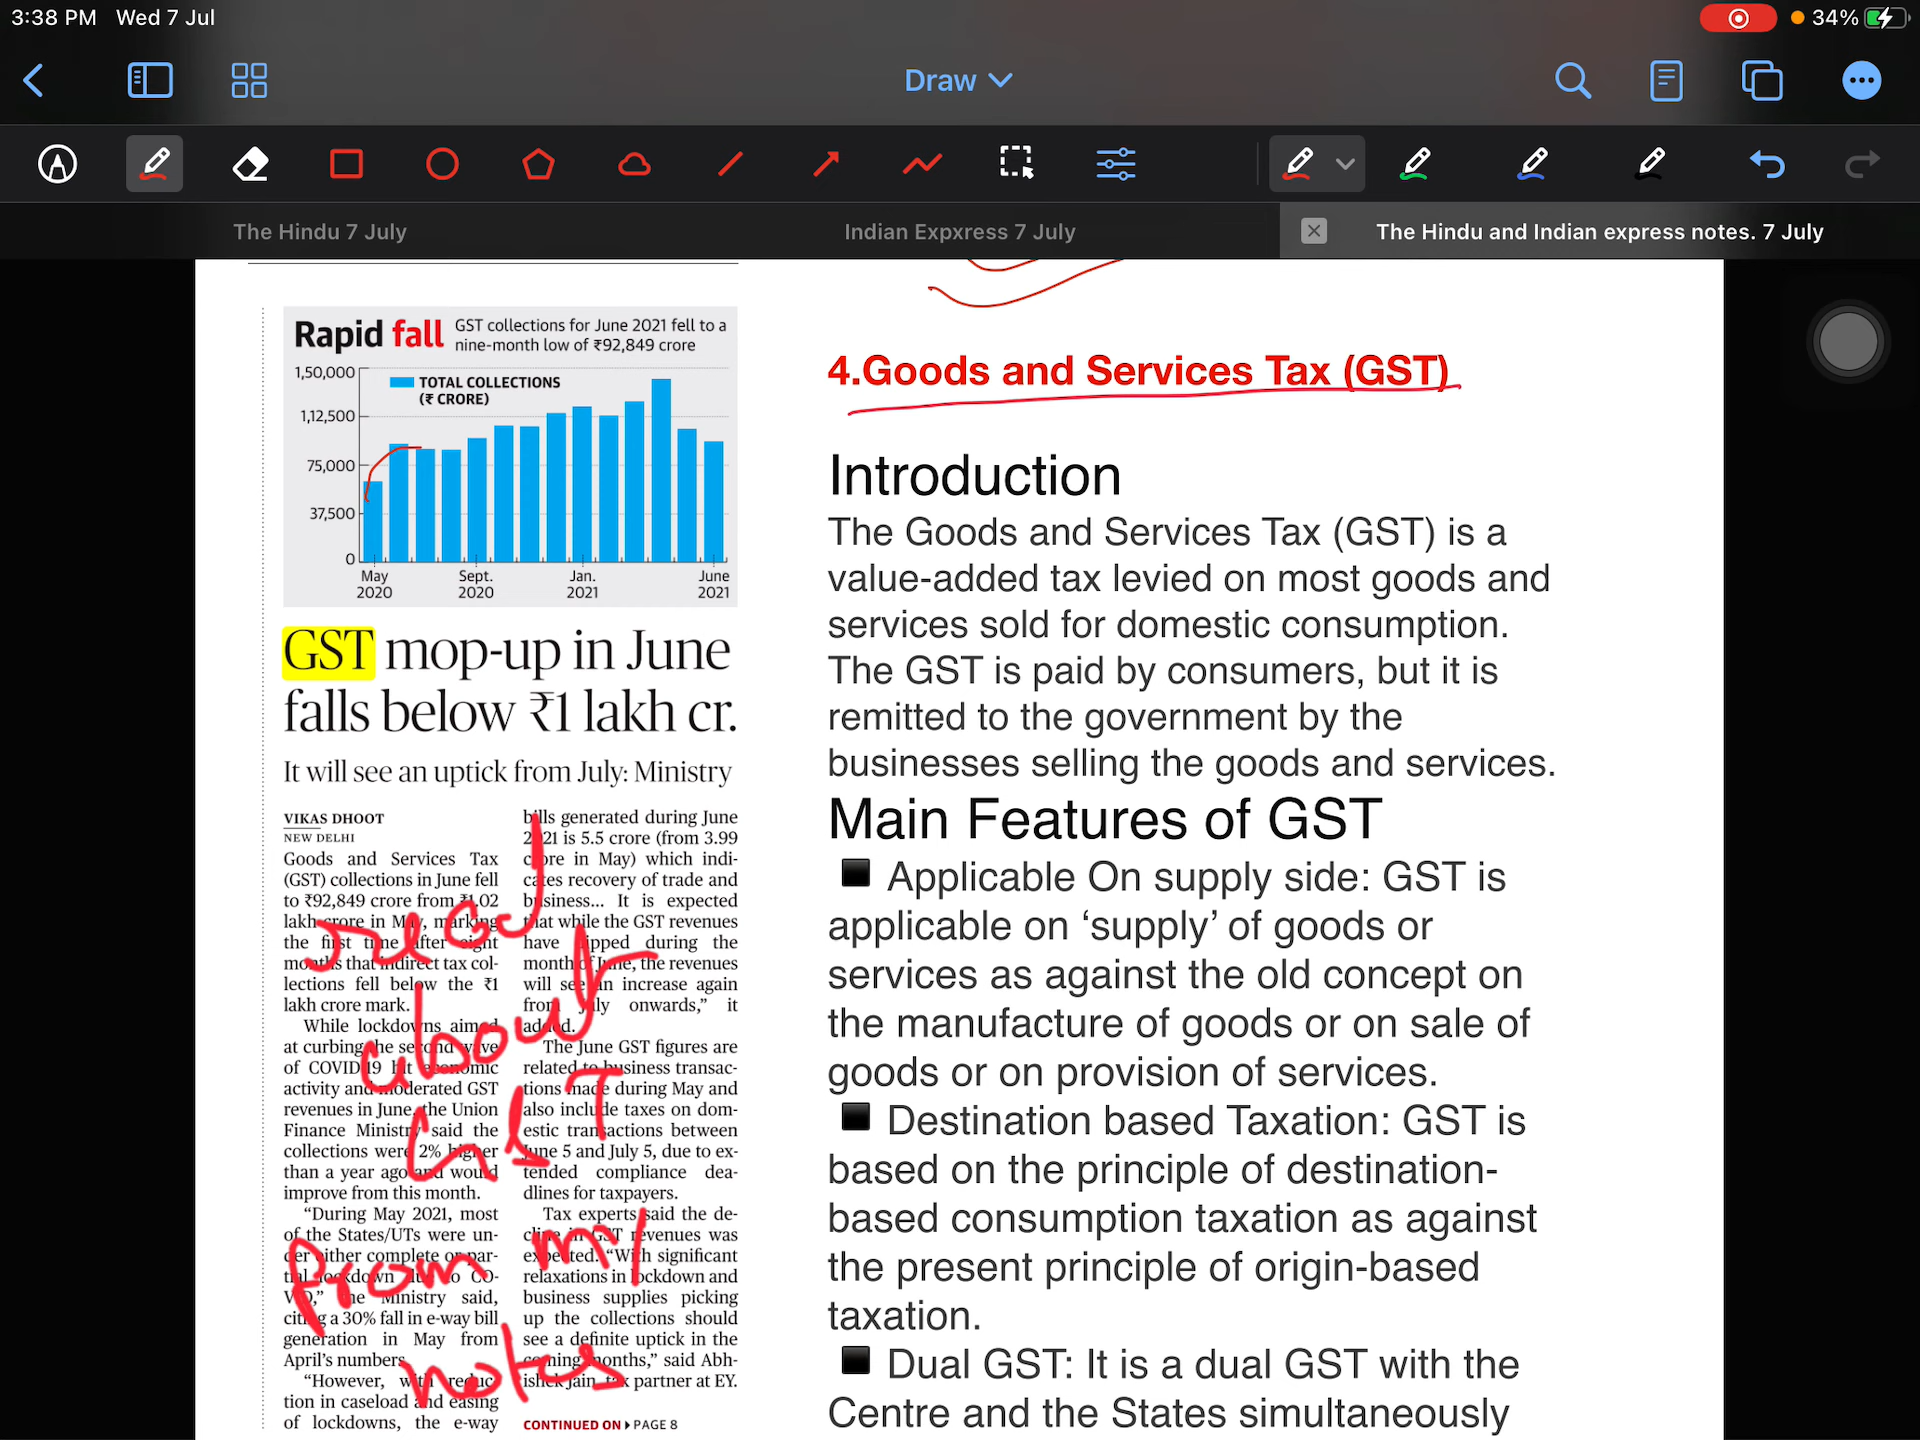 3:38 PM Wed 7 Jul
34%
Draw
The Hindu 7 July
Indian Expxress 7 July
The Hindu and Indian express notes. 7 July
Rapid fall
GST collections for June 2021 fell to a
nine-month low of ₹92,849 crore
1,50,000
TOTAL COLLECTIONS
(₹ CRORE)
1,12,500
75,000
37,500
0
May
2020
Sept.
2020
Jan.
2021
June
2021
GST mop-up in June
falls below ₹1 lakh cr.
It will see an uptick from July: Ministry
VIKAS DHOOT
NEW DELHI
Goods and Services Tax
(GST) collections in June fell
to ₹92,849 crore from ₹1.02
lakh crore in May, marking
the first time after eight
months that indirect tax col-
lections fell below the ₹1
lakh crore mark.
While lockdowns aimed
at curbing the second wave
of COVID-19 hit economic
activity and moderated GST
revenues in June, the Union
Finance Ministry said the
collections were 2% higher
than a year ago and would
improve from this month.
“During May 2021, most
of the States/UTs were un-
der either complete or par-
tial lockdown due to CO-
VID,” the Ministry said,
citing a 30% fall in e-way bill
generation in May from
April’s numbers.
“However, with reduc-
tion in caseload and easing
of lockdowns, the e-way
bills generated during June
2021 is 5.5 crore (from 3.99
crore in May) which indi-
cates recovery of trade and
business... It is expected
that while the GST revenues
have dipped during the
month of June, the revenues
will see an increase again
from July onwards,” it
added.
The June GST figures are
related to business transac-
tions made during May and
also include taxes on dom-
estic transactions between
June 5 and July 5, due to ex-
tended compliance dea-
dlines for taxpayers.
Tax experts said the de-
cline in GST revenues was
expected. “With significant
relaxations in lockdown and
business supplies picking
up the collections should
see a definite uptick in the
coming months,” said Abh-
ishek Jain, tax partner at EY.
CONTINUED ON PAGE 8
read
about
GST
from my
notes
4.Goods and Services Tax (GST)
Introduction
The Goods and Services Tax (GST) is a
value-added tax levied on most goods and
services sold for domestic consumption.
The GST is paid by consumers, but it is
remitted to the government by the
businesses selling the goods and services.
Main Features of GST
Applicable On supply side: GST is
applicable on ‘supply’ of goods or
services as against the old concept on
the manufacture of goods or on sale of
goods or on provision of services.
Destination based Taxation: GST is
based on the principle of destination-
based consumption taxation as against
the present principle of origin-based
taxation.
Dual GST: It is a dual GST with the
Centre and the States simultaneously